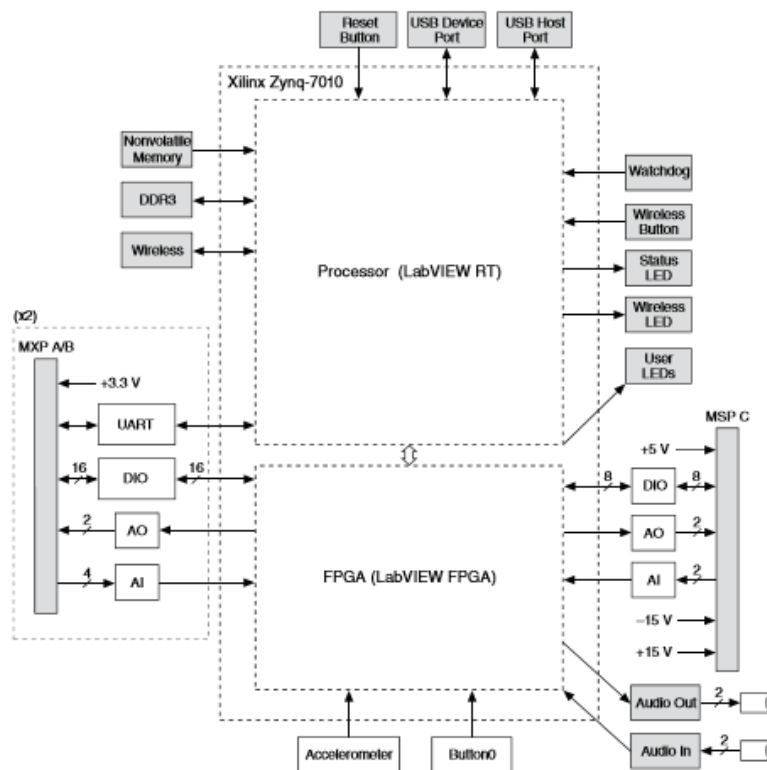 Reset
Button
USB Device
Port
USB Host
Port
Xilinx Zynq-7010
Nonvolatile
Memory
DDR3
Wireless
Processor (LabVIEW RT)
Watchdog
Wireless
Button
Status
LED
Wireless
LED
User
LEDs
(x2)
MXP A/B
+3.3 V
UART
16
DIO
16
2
AO
4
AI
FPGA (LabVIEW FPGA)
MSP C
+5 V
8
DIO
8
AO
2
AI
2
–15 V
+15 V
Audio Out
2
Audio In
2
Accelerometer
Button0